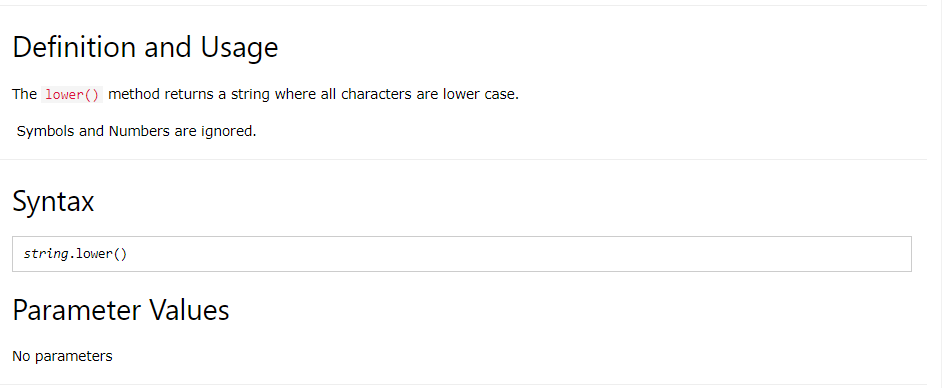 Definition and Usage
The lower() method returns a string where all characters are lower case.
Symbols and Numbers are ignored.
Syntax
string.lower()
Parameter Values
No parameters